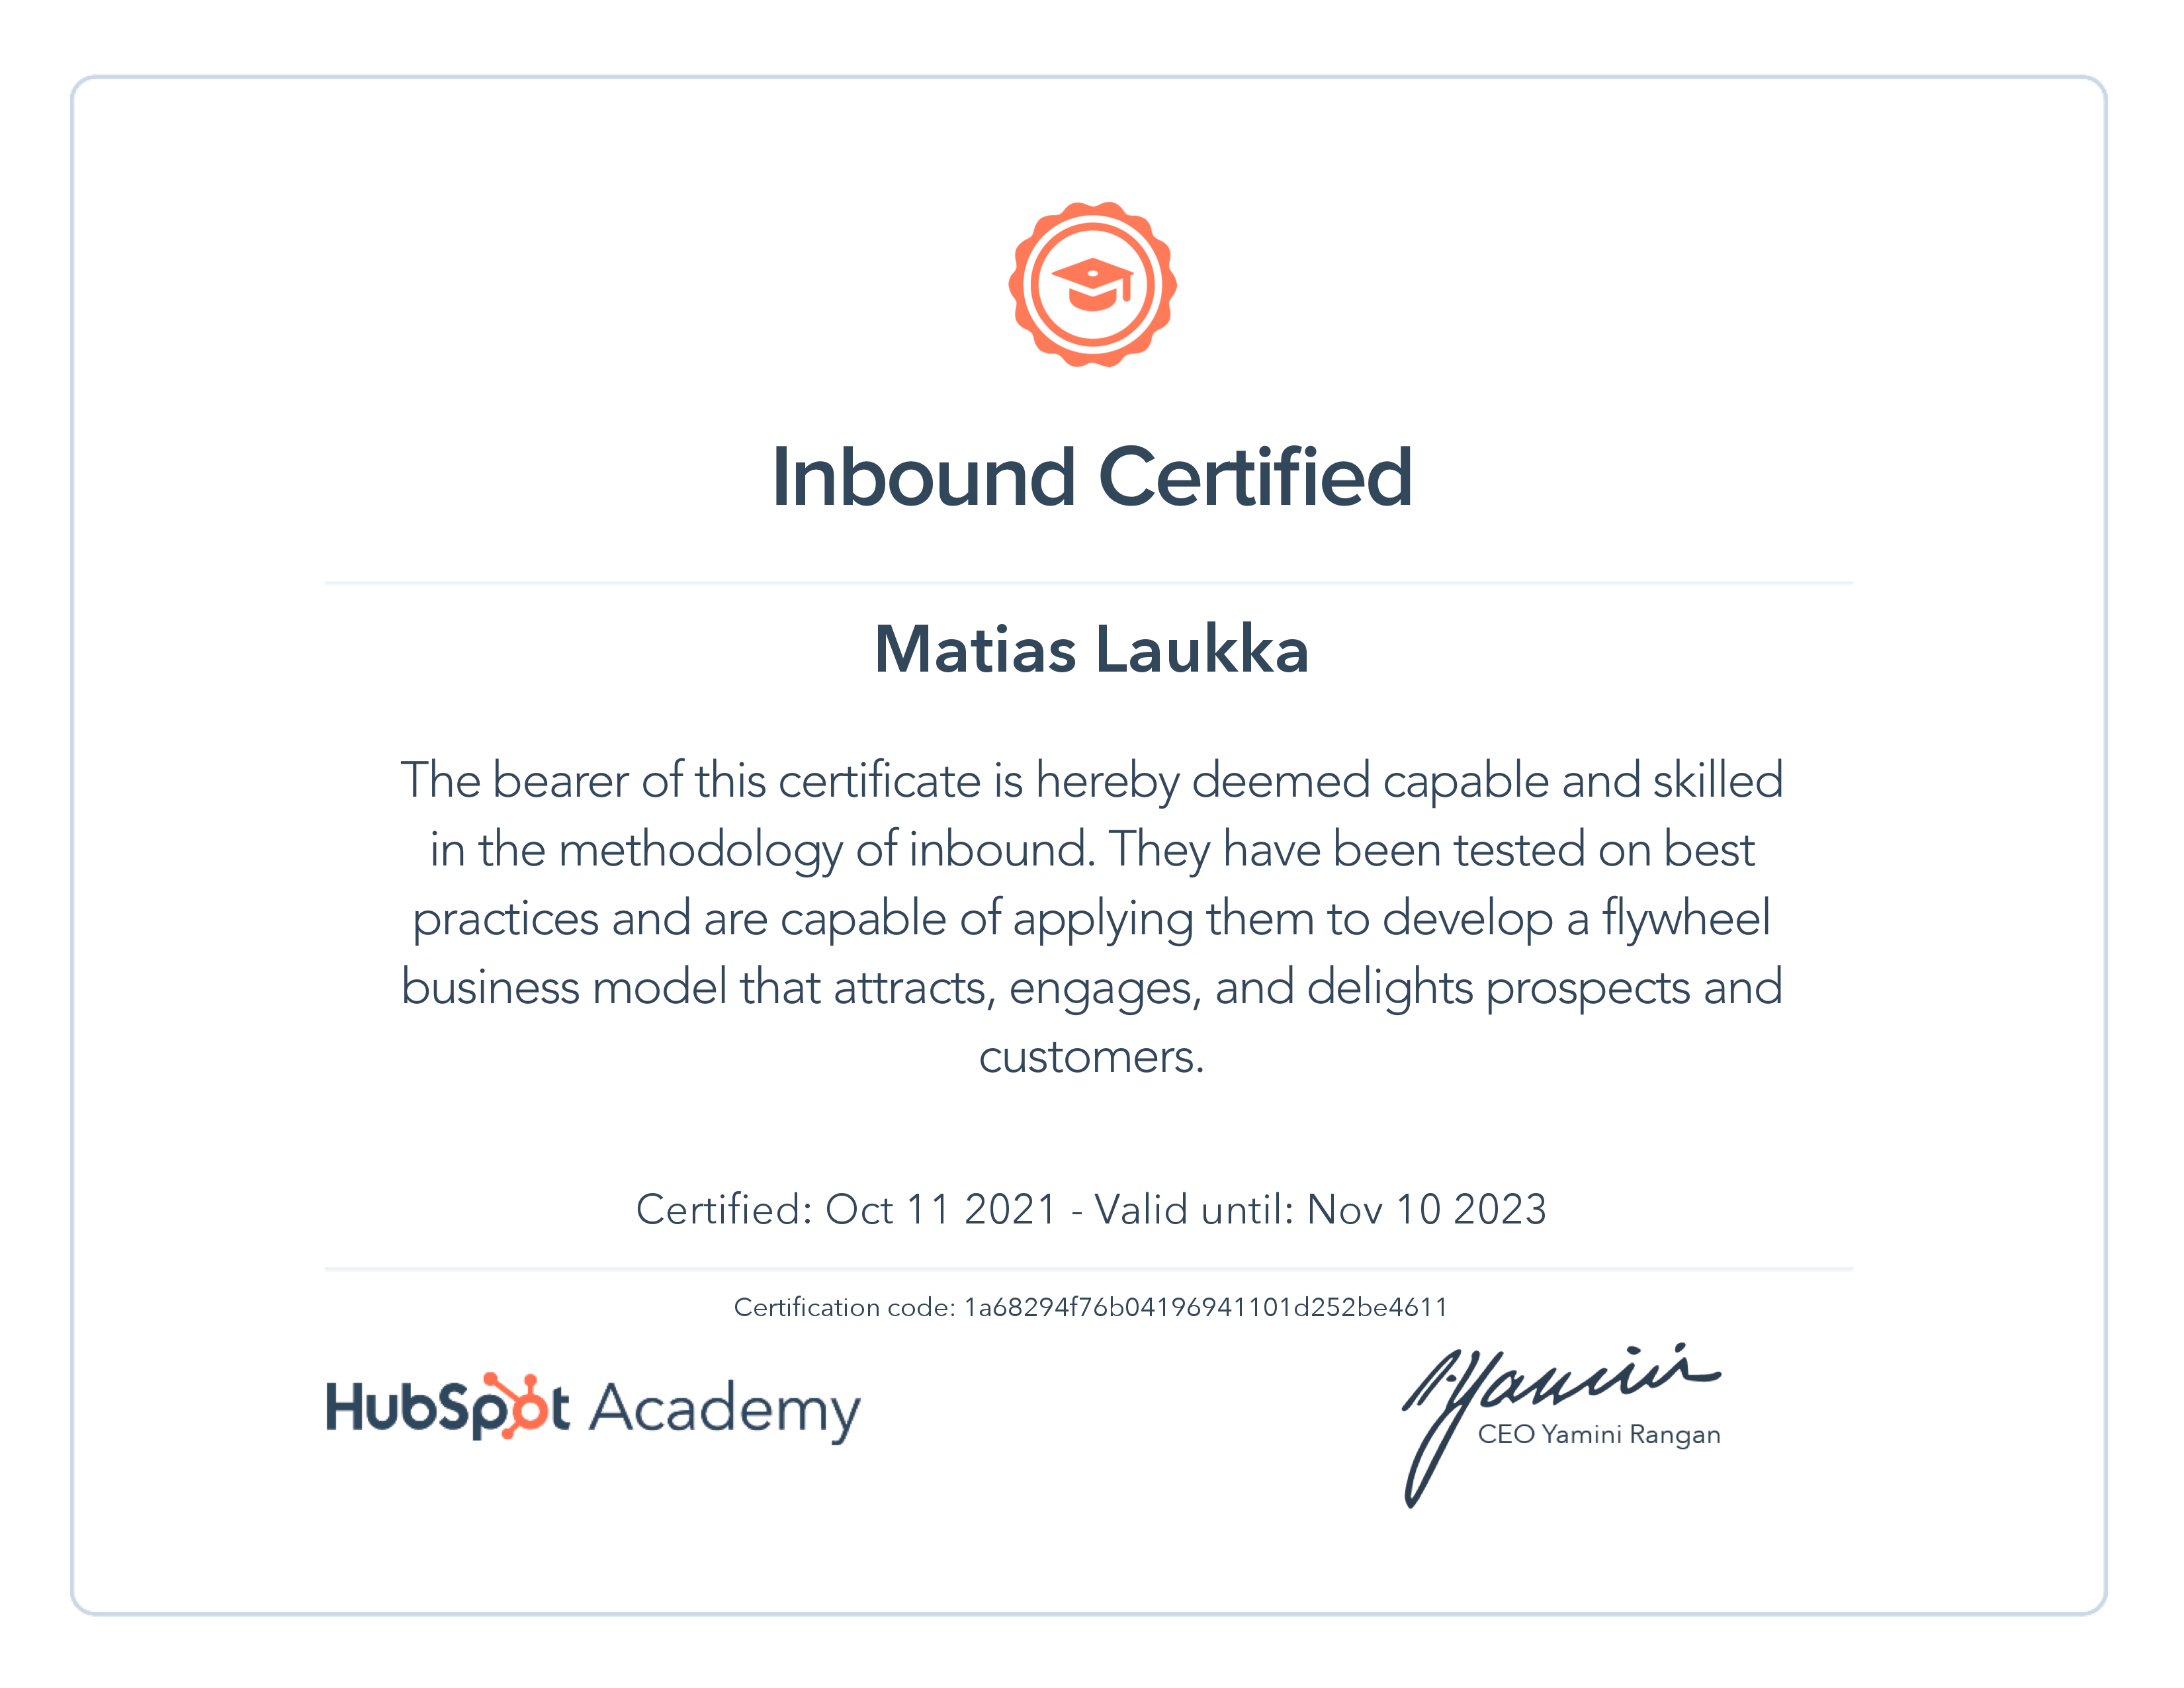 Inbound Certified
Matias Laukka
The bearer of this certificate is hereby deemed capable and skilled
in the methodology of inbound. They have been tested on best
practices and are capable of applying them to develop a flywheel
business model that attracts, engages, and delights prospects and
customers.
Certified: Oct 11 2021 - Valid until: Nov 10 2023
Certification code: 1a68294f76b04196941101d252be4611
HubSpot Academy
Yamini
CEO Yamini Rangan